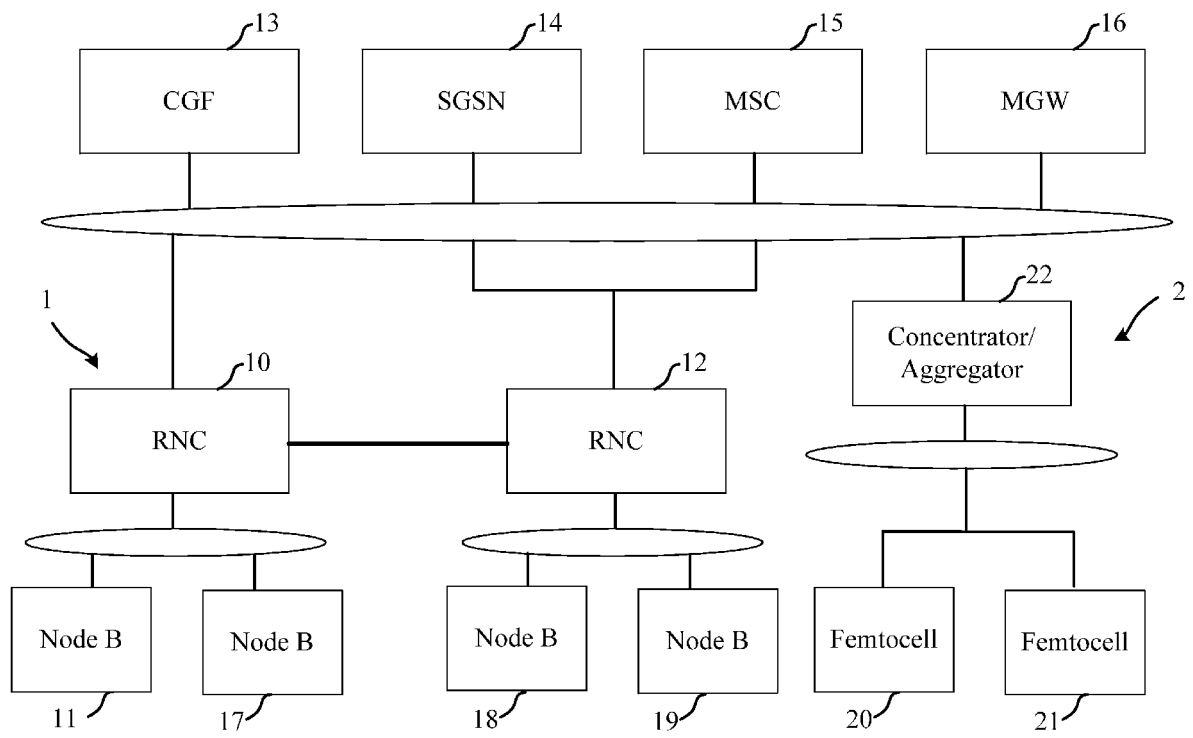 13
14
15
16
CGF
SGSN
MSC
MGW
1
22
2
Concentrator/
Aggregator
10
12
RNC
RNC
Node B
Node B
Node B
Node B
Femtocell
Femtocell
11
17
18
19
20
21